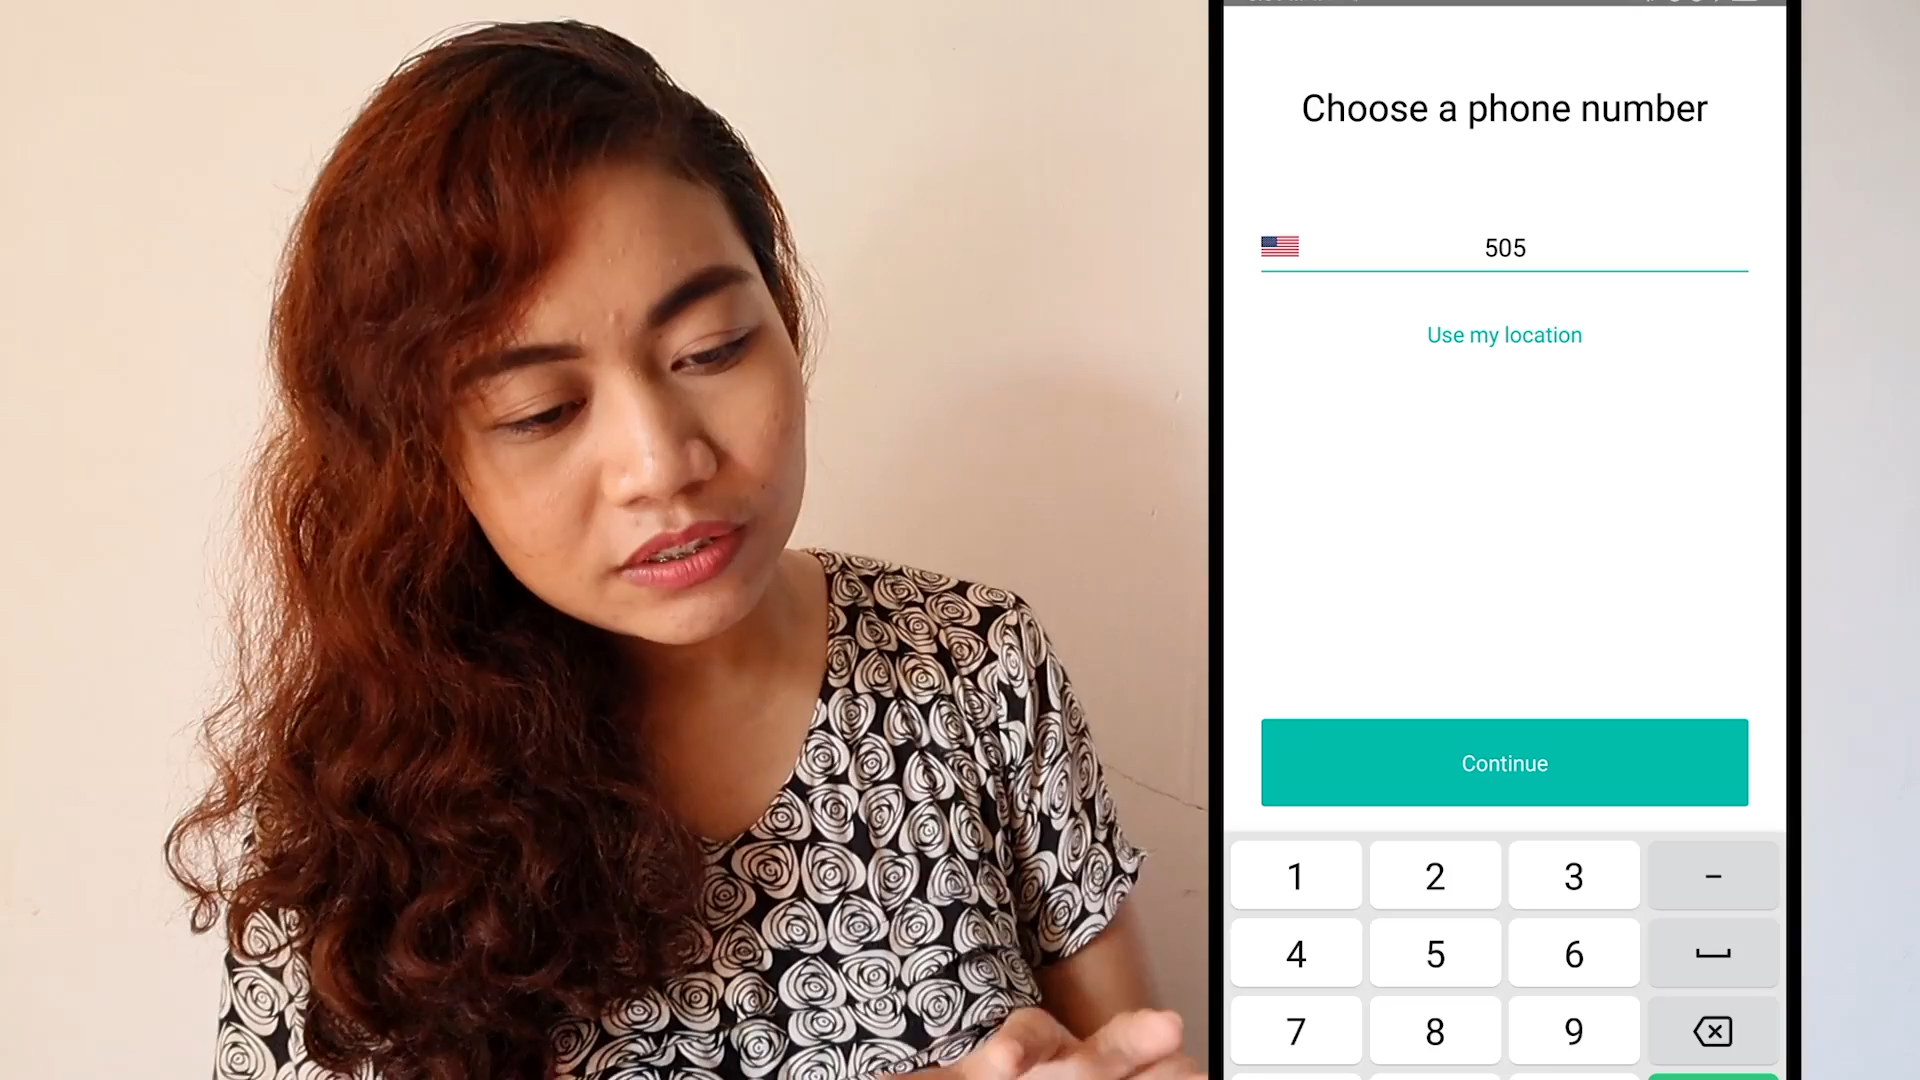 Choose a phone number
505
Use my location
Continue
1 2 3 –
4 5 6
7 8 9